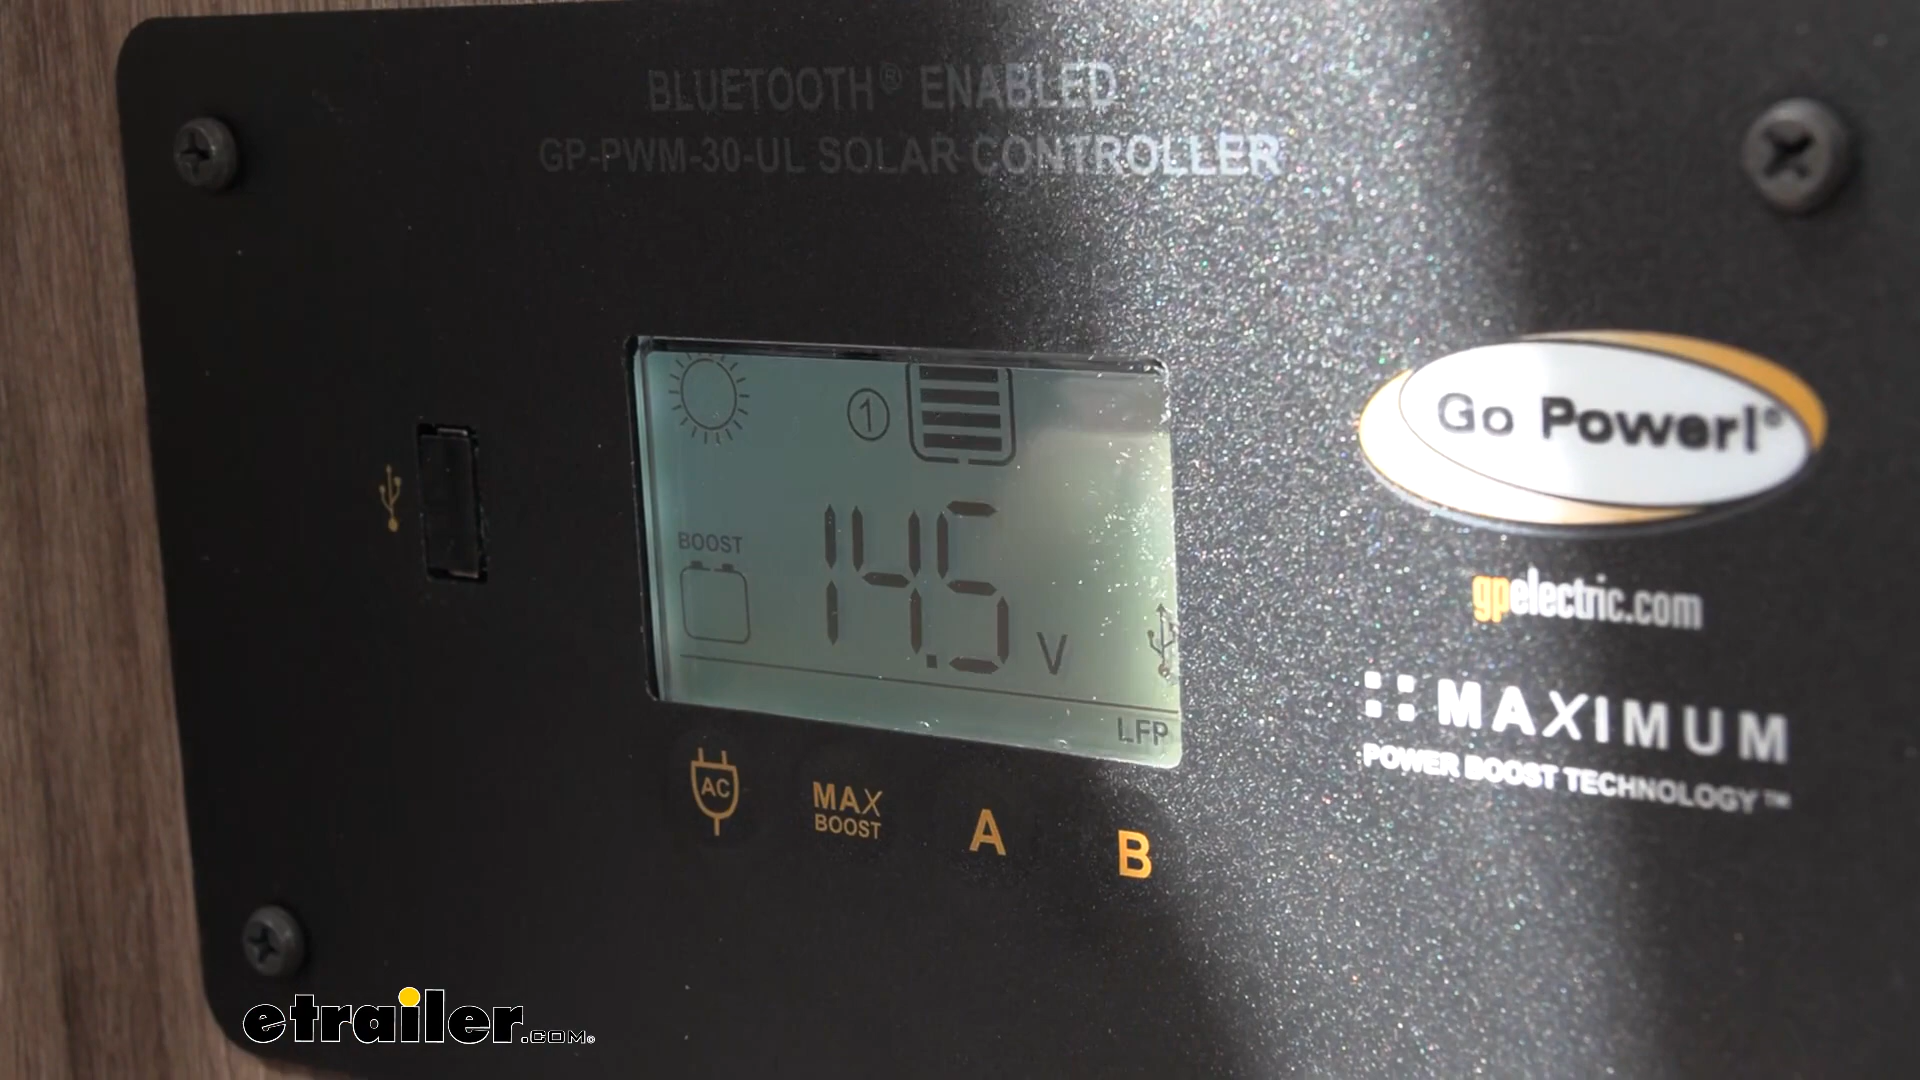 BLUETOOTH® ENABLED
GP-PWM-30-UL SOLAR CONTROLLER
①
BOOST
14.5 V
LFP
AC
MAX
BOOST
A
B
Go Power!®
gpelectric.com
MAXIMUM
POWER BOOST TECHNOLOGY™
etrailer.COM©